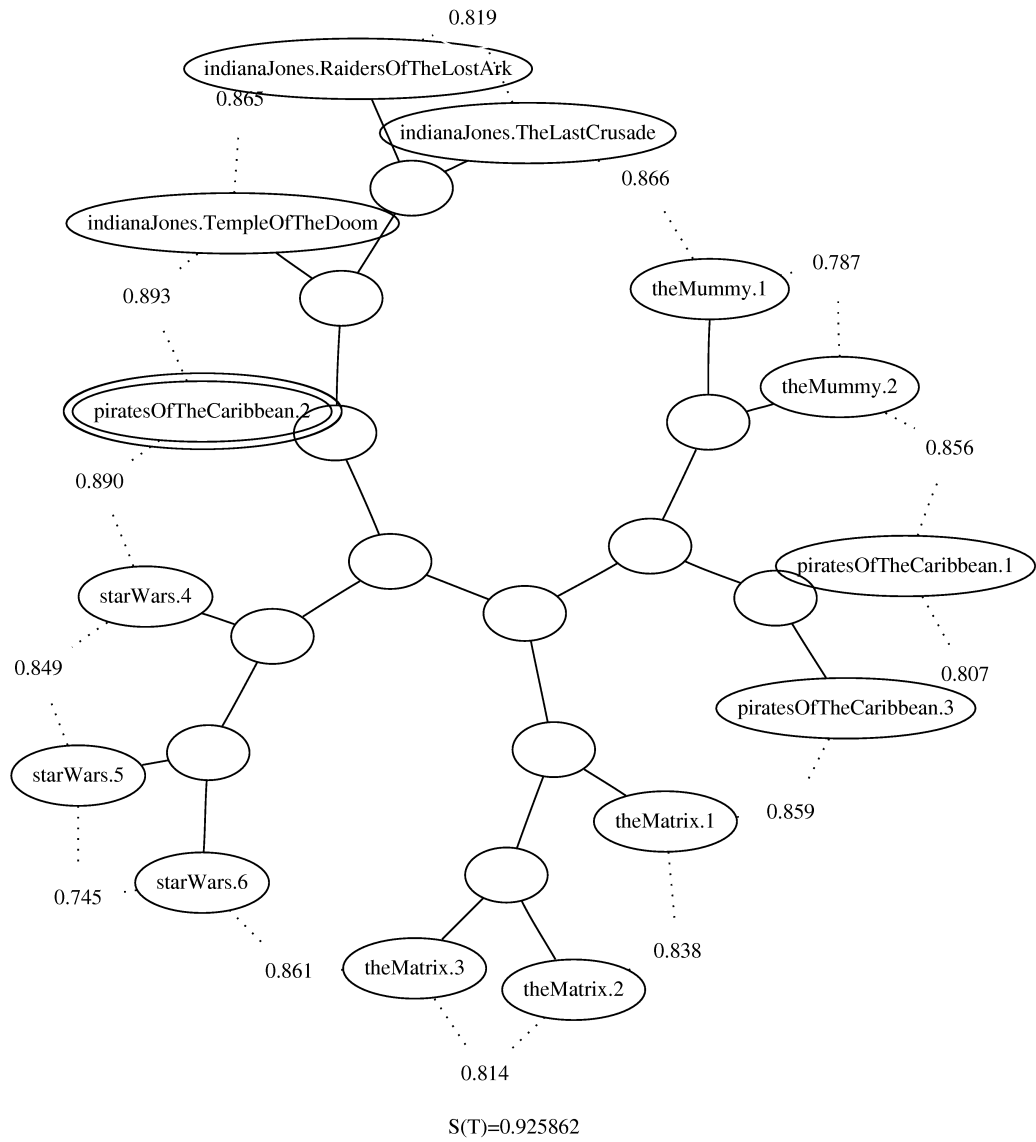 0.819
indianaJones.RaidersOfTheLostArk
0.865
indianaJones.TheLastCrusade
0.866
indianaJones.TempleOfTheDoom
0.787
theMummy.1
0.893
theMummy.2
piratesOfTheCaribbean.2
0.856
0.890
piratesOfTheCaribbean.1
starWars.4
0.849
0.807
piratesOfTheCaribbean.3
starWars.5
0.859
theMatrix.1
0.745
starWars.6
0.838
0.861
theMatrix.3
theMatrix.2
0.814
S(T)=0.925862